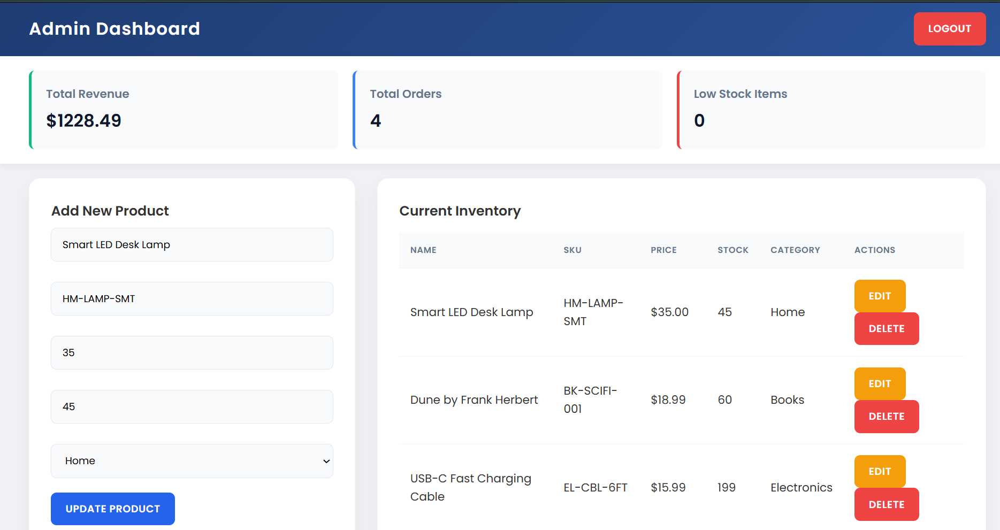 Admin Dashboard
LOGOUT
Total Revenue
$1228.49
Total Orders
4
Low Stock Items
0
Add New Product
Smart LED Desk Lamp
HM-LAMP-SMT
35
45
Home
UPDATE PRODUCT
Current Inventory
NAME SKU PRICE STOCK CATEGORY ACTIONS
Smart LED Desk Lamp
HM-LAMP-
SMT
$35.00
45
Home
EDIT
DELETE
Dune by Frank Herbert
BK-SCIFI-
001
$18.99
60
Books
EDIT
DELETE
USB-C Fast Charging
Cable
EL-CBL-6FT
$15.99
199
Electronics
EDIT
DELETE